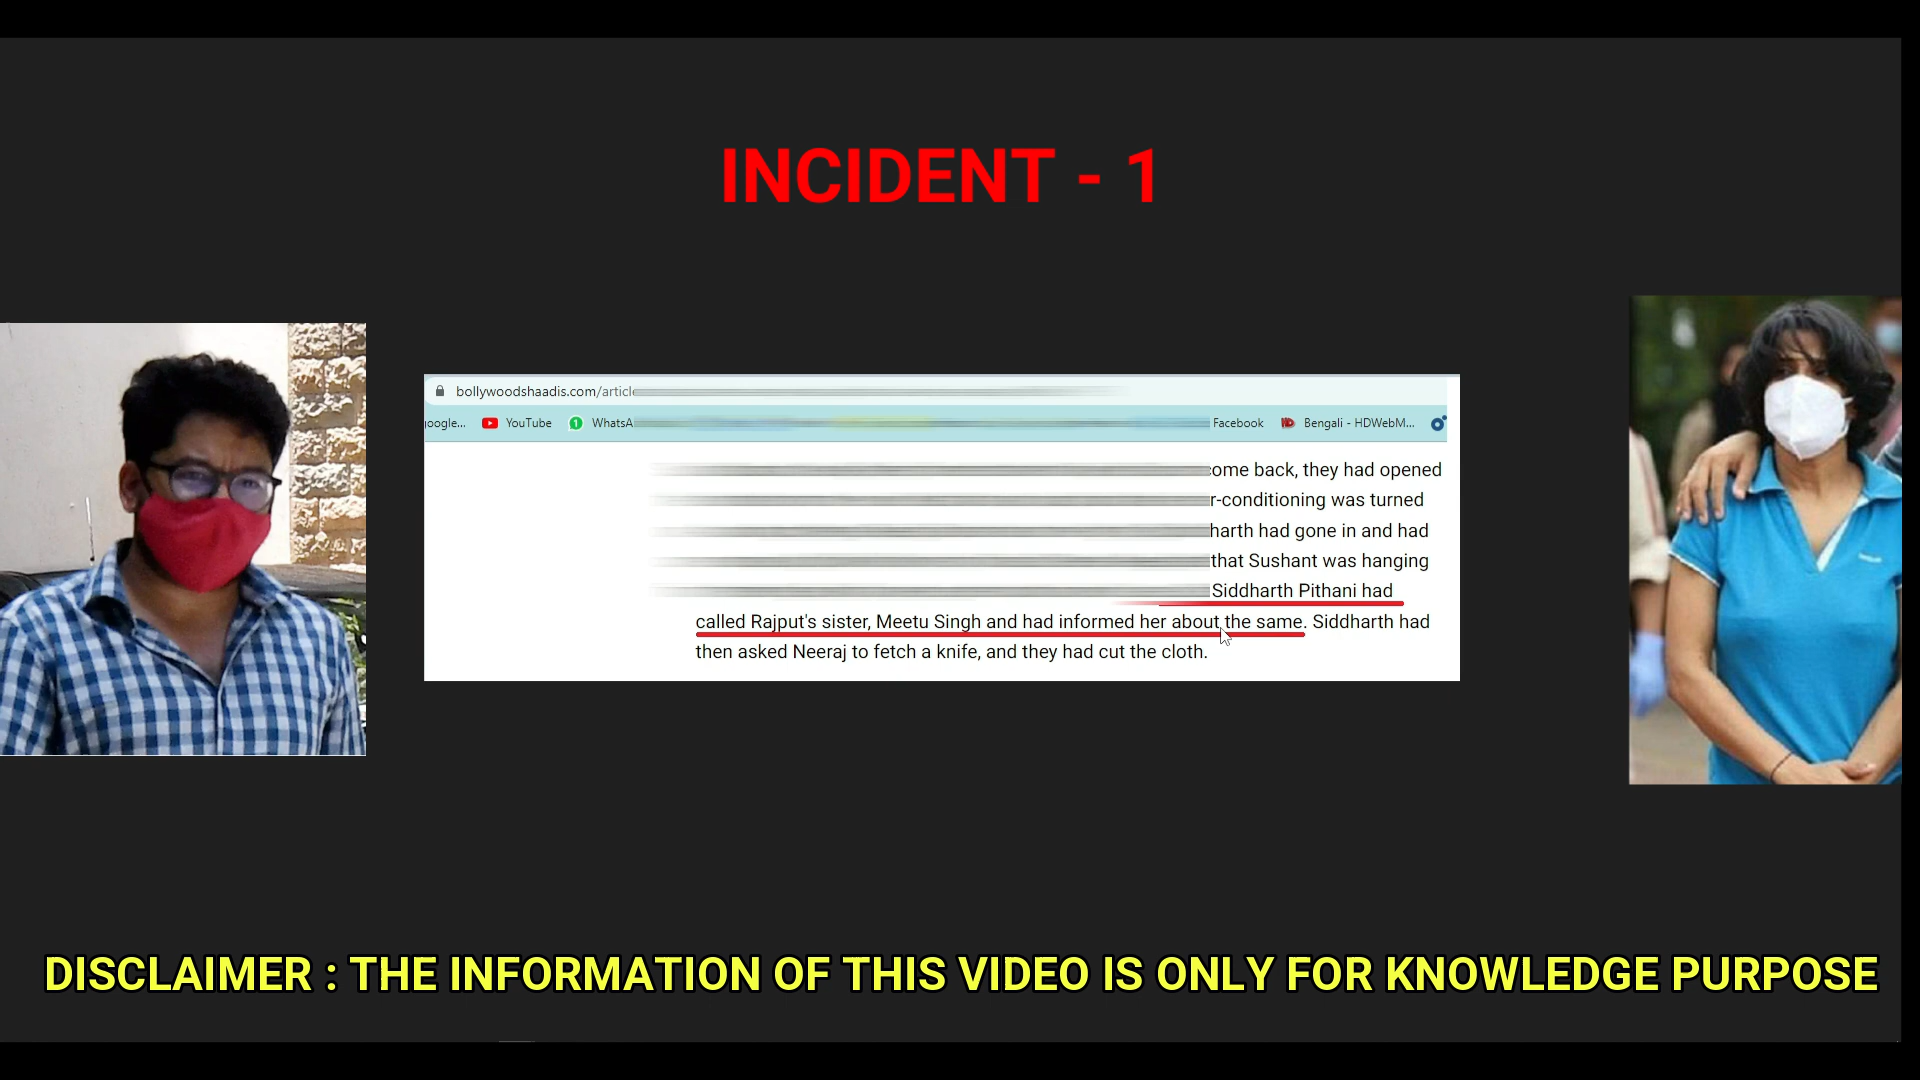 INCIDENT - 1
bollywoodshaadis.com/article
google... YouTube WhatsA Facebook Bengali - HDWebM...
come back, they had opened
r-conditioning was turned
harth had gone in and had
that Sushant was hanging
Siddharth Pithani had
called Rajput's sister, Meetu Singh and had informed her about the same. Siddharth had
then asked Neeraj to fetch a knife, and they had cut the cloth.
DISCLAIMER : THE INFORMATION OF THIS VIDEO IS ONLY FOR KNOWLEDGE PURPOSE